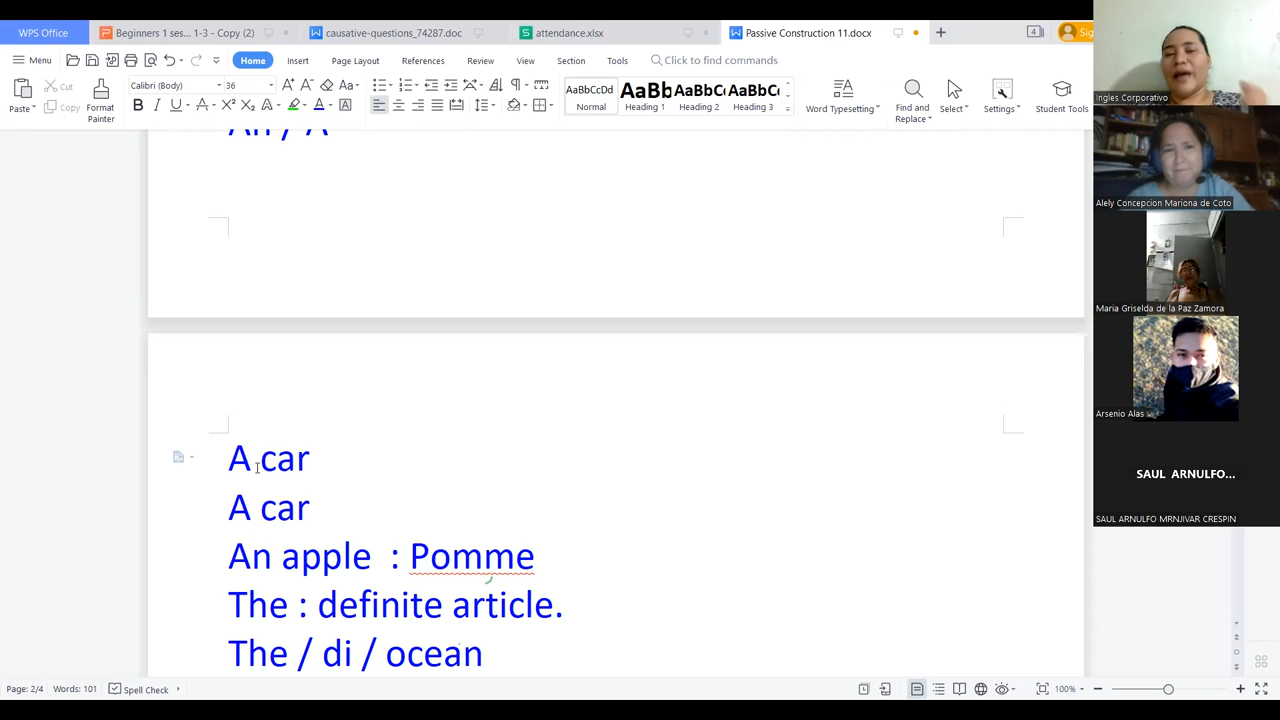 WPS Office
Beginners 1 ses... 1-3 - Copy (2)
causative-questions_74287.doc
attendance.xlsx
Passive Construction 11.docx
4
Sig
Menu
Home
Insert
Page Layout
References
Review
View
Section
Tools
Click to find commands
Paste
Cut
Copy
Format
Painter
Calibri (Body)
36
AaBbCcDd
Normal
AaBb
Heading 1
AaBbCc
Heading 2
AaBbCc
Heading 3
Word Typesetting
Find and
Replace
Select
Settings
Student Tools
An / A
A car
A car
An apple : Pomme
The : definite article.
The / di / ocean
Ingles Corporativo
Alely Concepcion Mariona de Coto
Maria Griselda de la Paz Zamora
Arsenio Alas
SAUL ARNULFO...
SAUL ARNULFO MRNJIVAR CRESPIN
Page: 2/4
Words: 101
Spell Check
100%